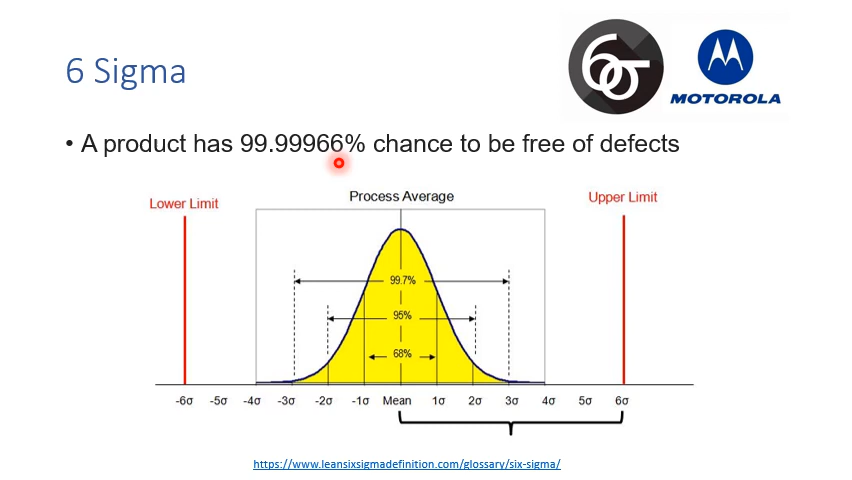 6 Sigma
6σ
MOTOROLA
• A product has 99.99966% chance to be free of defects
Process Average
Lower Limit
Upper Limit
99.7%
95%
68%
-6σ -5σ -4σ -3σ -2σ -1σ Mean 1σ 2σ 3σ 4σ 5σ 6σ
https://www.leansixsigmadefinition.com/glossary/six-sigma/